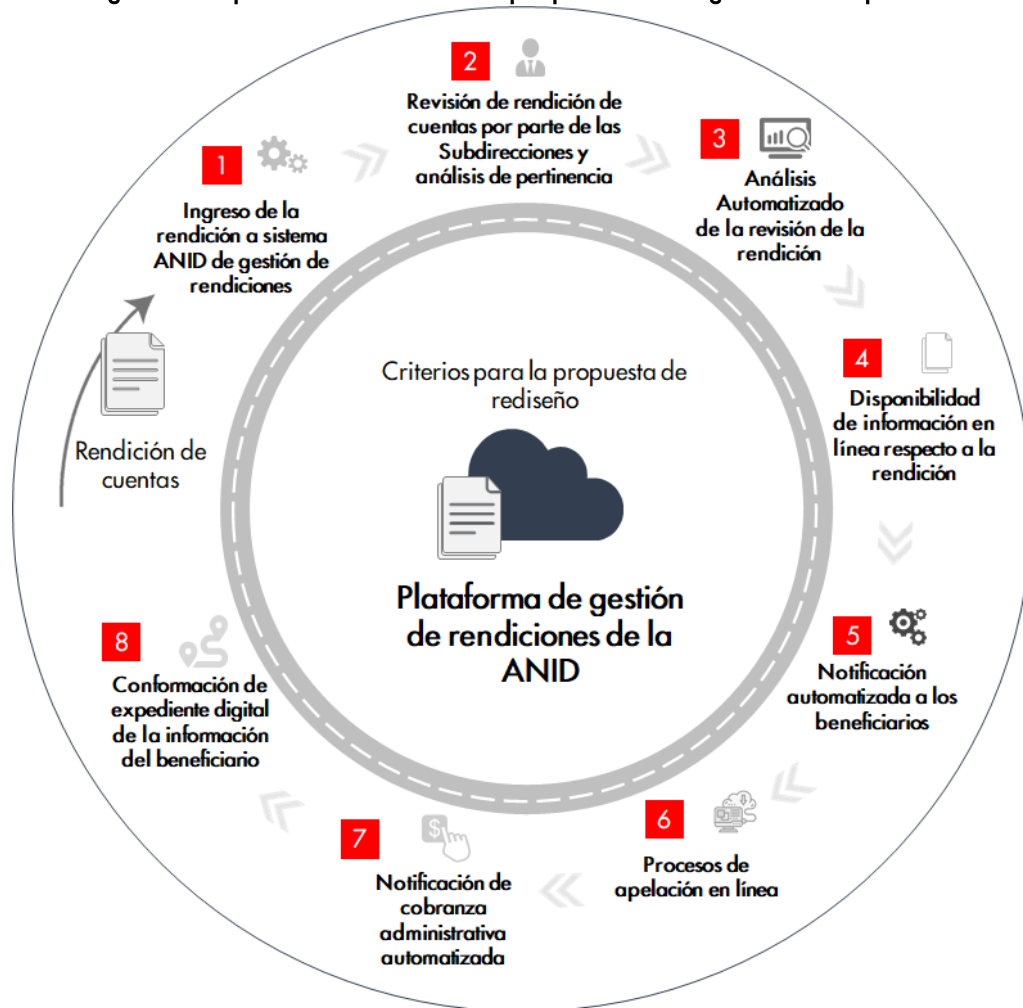 1
Ingreso de la
rendición a sistema
ANID de gestión de
rendiciones
2
Revisión de rendición de
cuentas por parte de las
Subdirecciones y
análisis de pertinencia
3
Análisis
Automatizado
de la revisión de la
rendición
4
Disponibilidad
de información en
línea respecto a la
rendición
5
Notificación
automatizada a los
beneficiarios
6
Procesos de
apelación en línea
7
Notificación de
cobranza
administrativa
automatizada
8
Conformación de
expediente digital
de la información
del beneficiario
Rendición de
cuentas
Criterios para la propuesta de
rediseño
Plataforma de gestión
de rendiciones de la
ANID